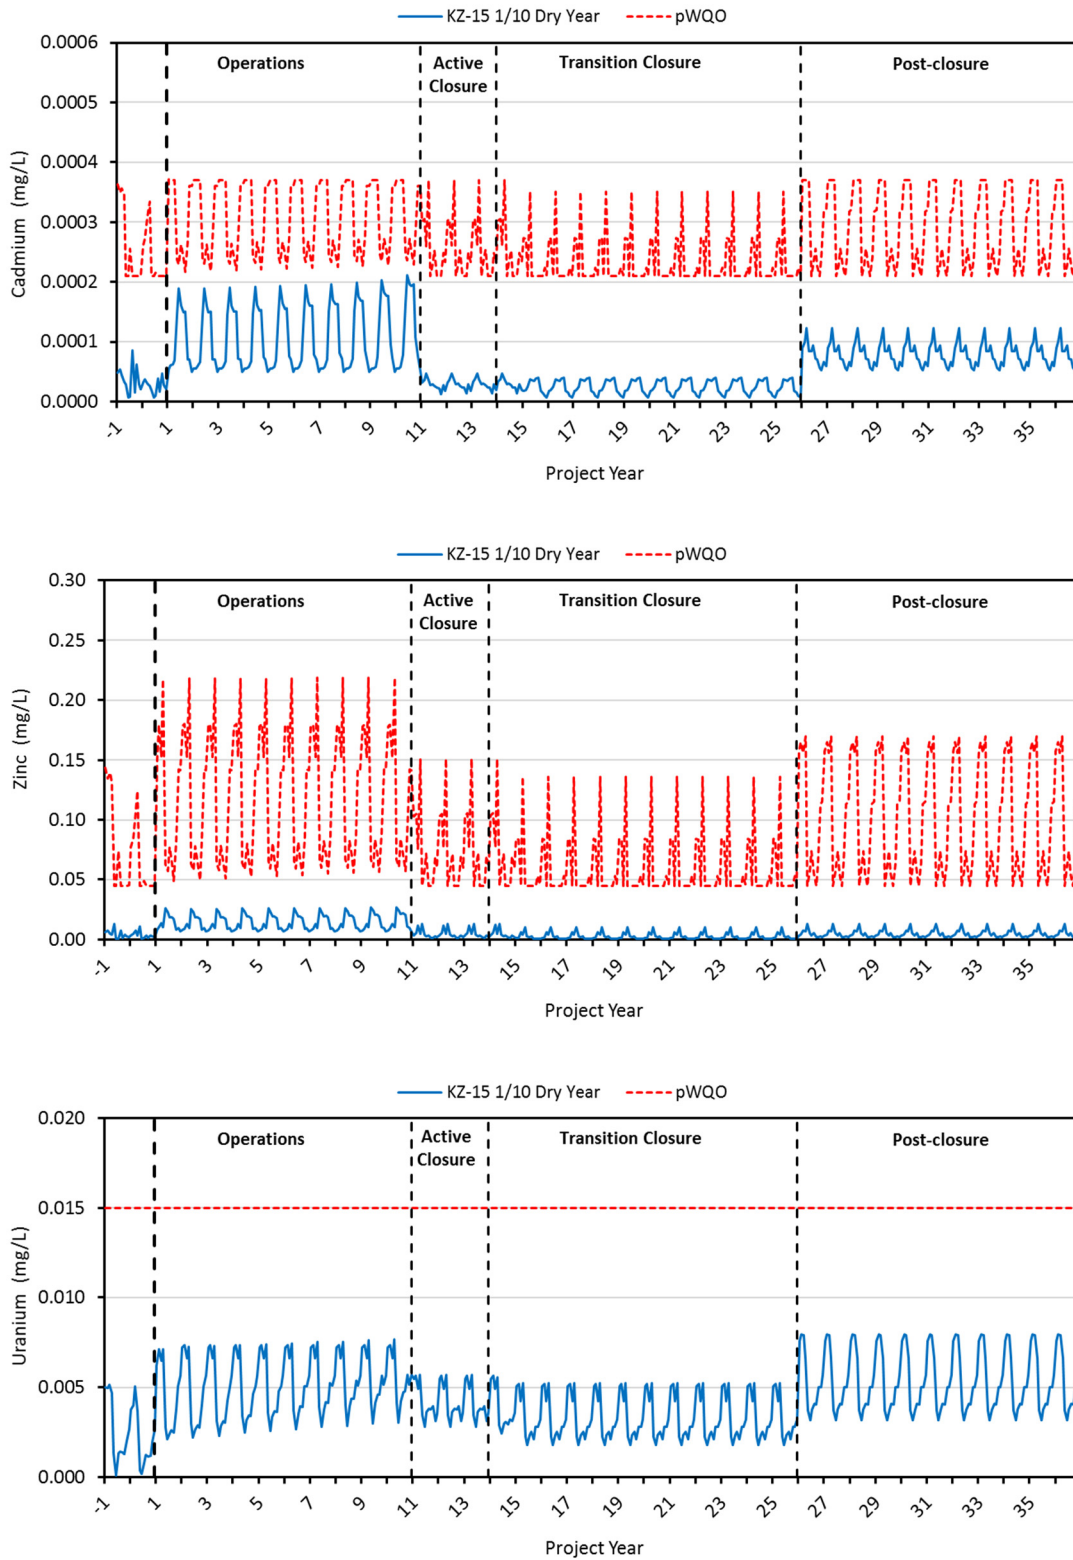 KZ-15 1/10 Dry Year pWQO
0.0006
0.0005
0.0004
0.0003
0.0002
0.0001
0.0000
Cadmium (mg/L)
Operations
Active
Closure
Transition Closure
Post-closure
-1 1 3 5 7 9 11 13 15 17 19 21 23 25 27 29 31 33 35
Project Year
KZ-15 1/10 Dry Year pWQO
0.30
0.25
0.20
0.15
0.10
0.05
0.00
Zinc (mg/L)
Operations
Active
Closure
Transition Closure
Post-closure
-1 1 3 5 7 9 11 13 15 17 19 21 23 25 27 29 31 33 35
Project Year
KZ-15 1/10 Dry Year pWQO
0.020
0.015
0.010
0.005
0.000
Uranium (mg/L)
Operations
Active
Closure
Transition Closure
Post-closure
-1 1 3 5 7 9 11 13 15 17 19 21 23 25 27 29 31 33 35
Project Year